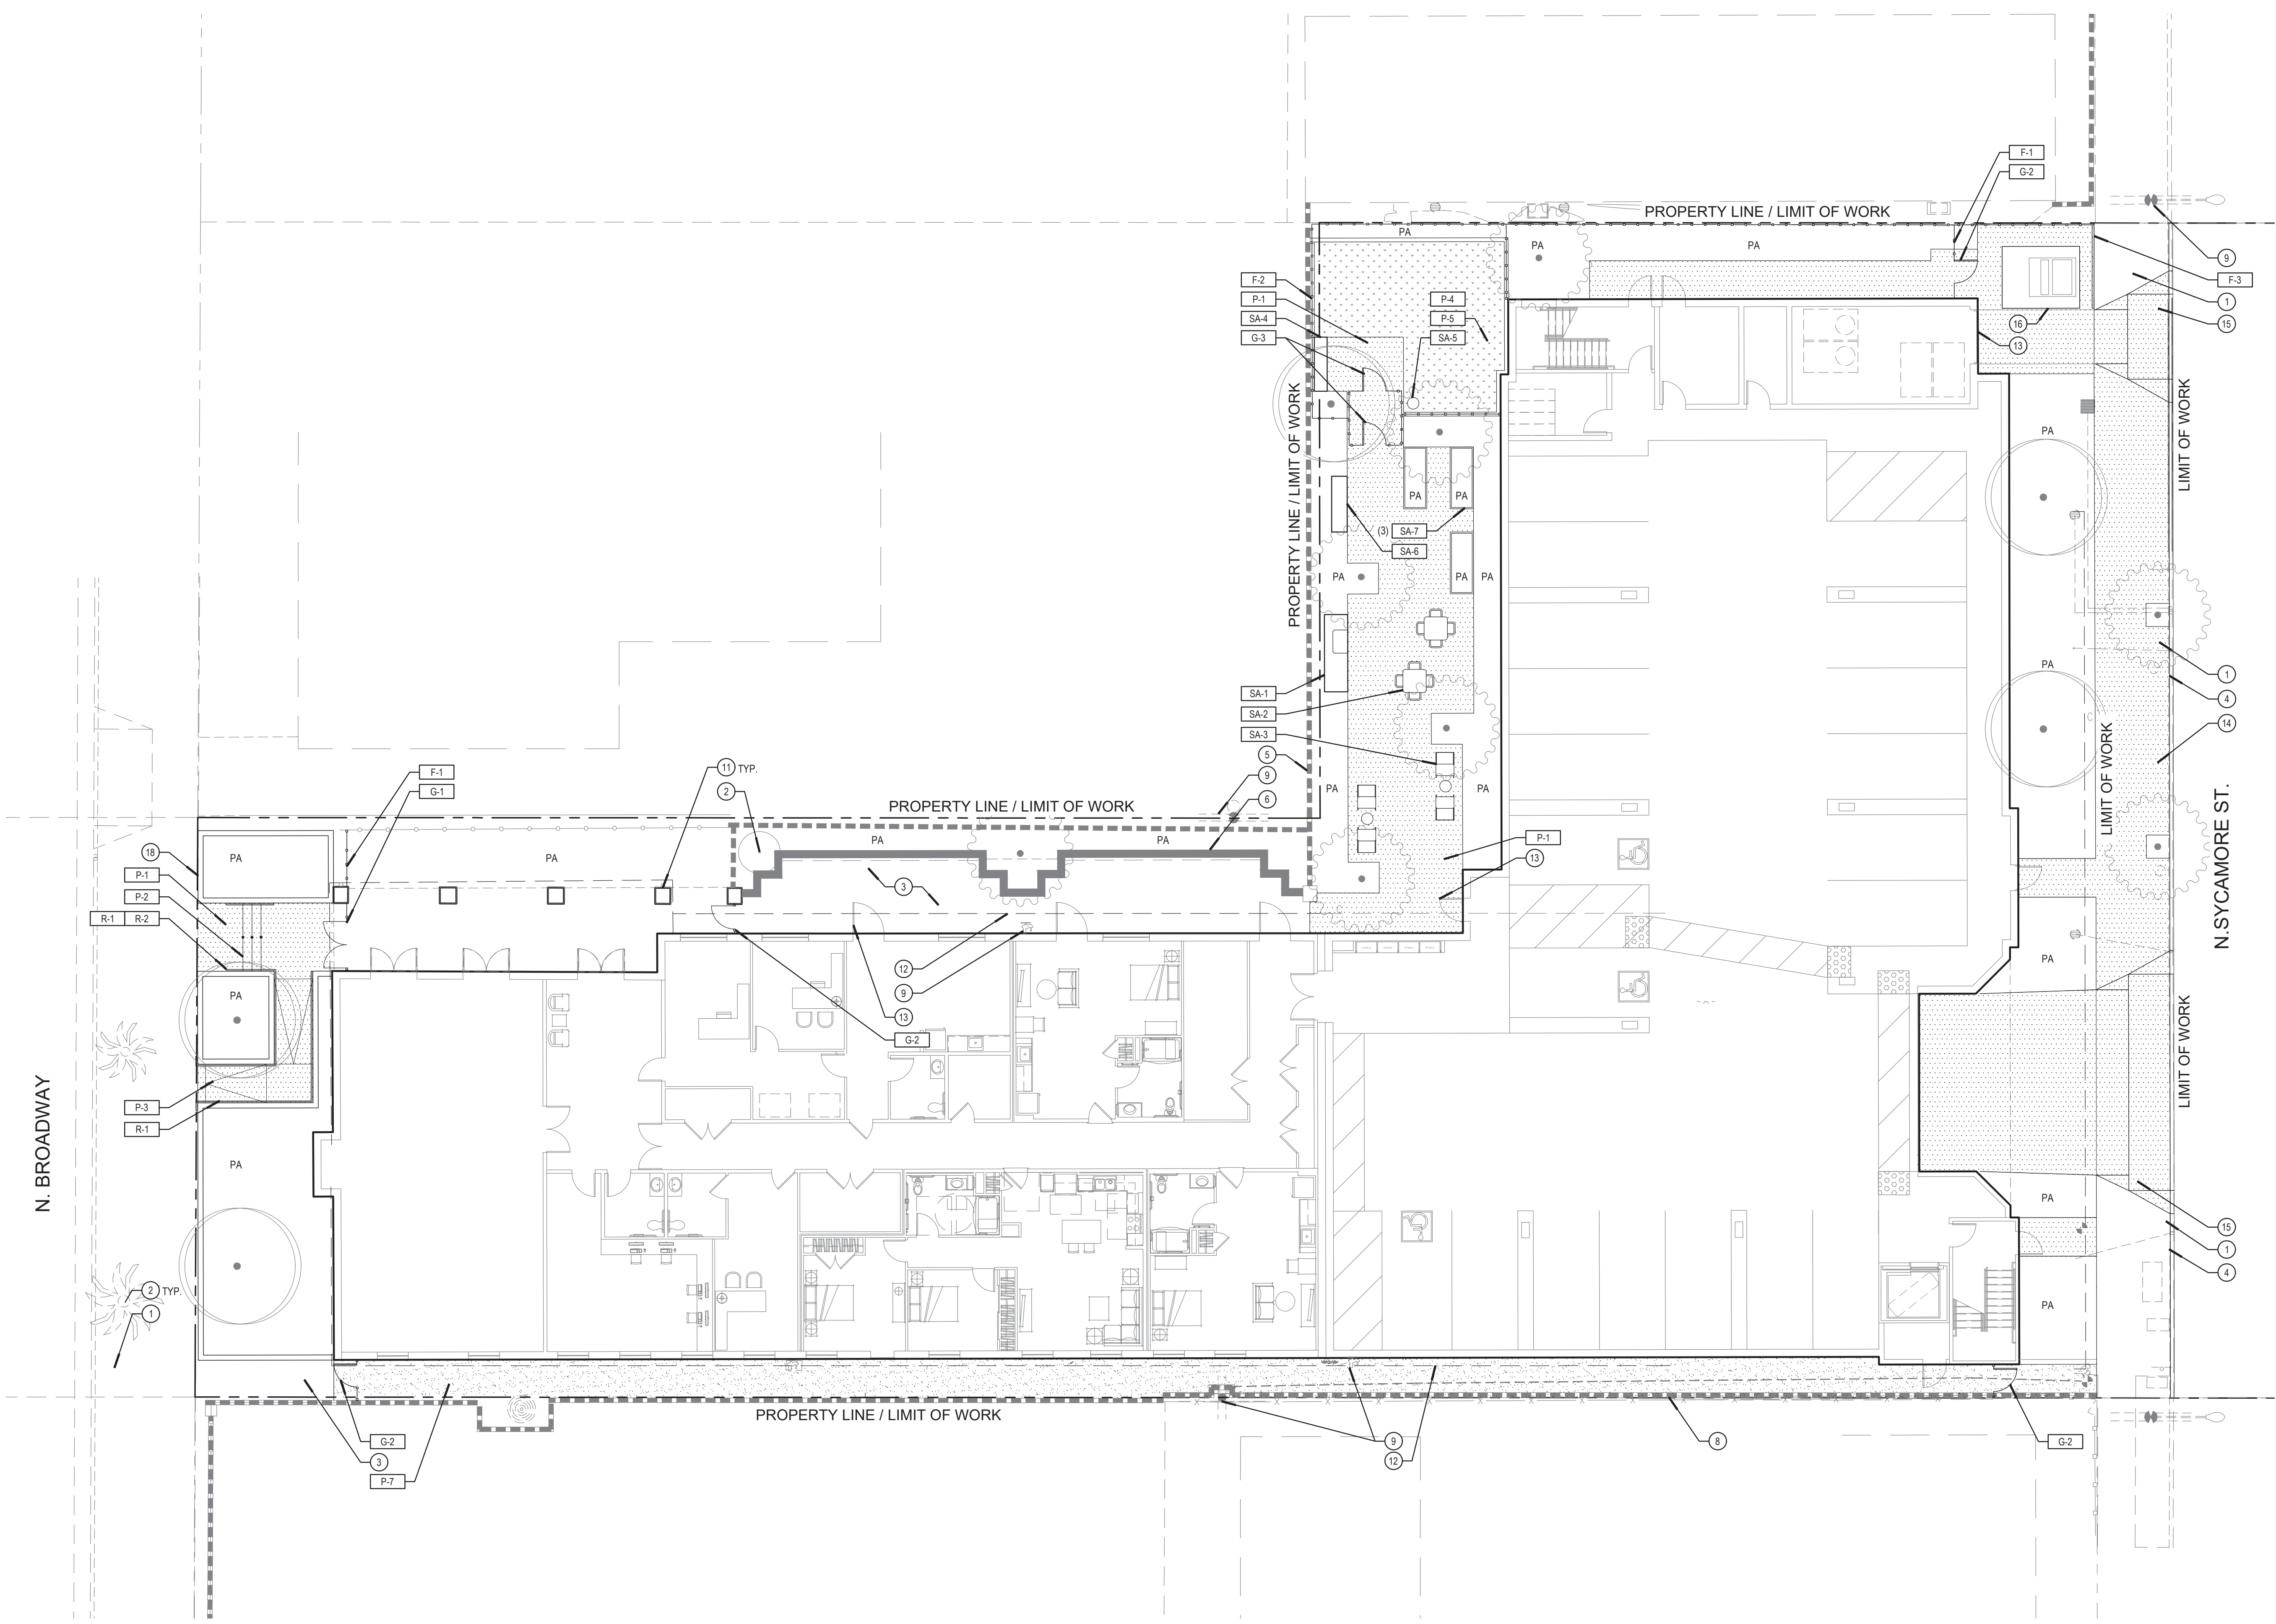 F-1
G-2
PROPERTY LINE / LIMIT OF WORK
PA
PA
PA
9
F-3
1
15
16
13
F-2
P-1
SA-4
G-3
P-4
P-5
SA-5
PROPERTY LINE / LIMIT OF WORK
LIMIT OF WORK
PA
PA
PA
(3) SA-7
SA-6
PA
PA
PA
PA
1
4
14
SA-1
SA-2
SA-3
5
9
6
LIMIT OF WORK
N.SYCAMORE ST.
F-1
G-1
11 TYP.
2
PROPERTY LINE / LIMIT OF WORK
PA
PA
P-1
13
18
PA
PA
PA
PA
P-1
P-2
R-1 R-2
3
12
9
13
G-2
PA
PA
LIMIT OF WORK
P-3
R-1
N. BROADWAY
PA
PA
15
1
4
2 TYP.
1
PA
PROPERTY LINE / LIMIT OF WORK
G-2
3
P-7
9
12
8
G-2